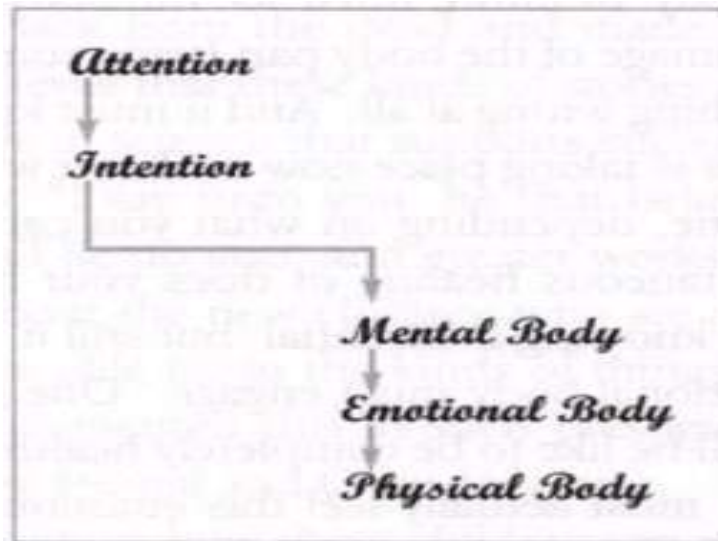 Attention
Intention
Mental Body
Emotional Body
Physical Body